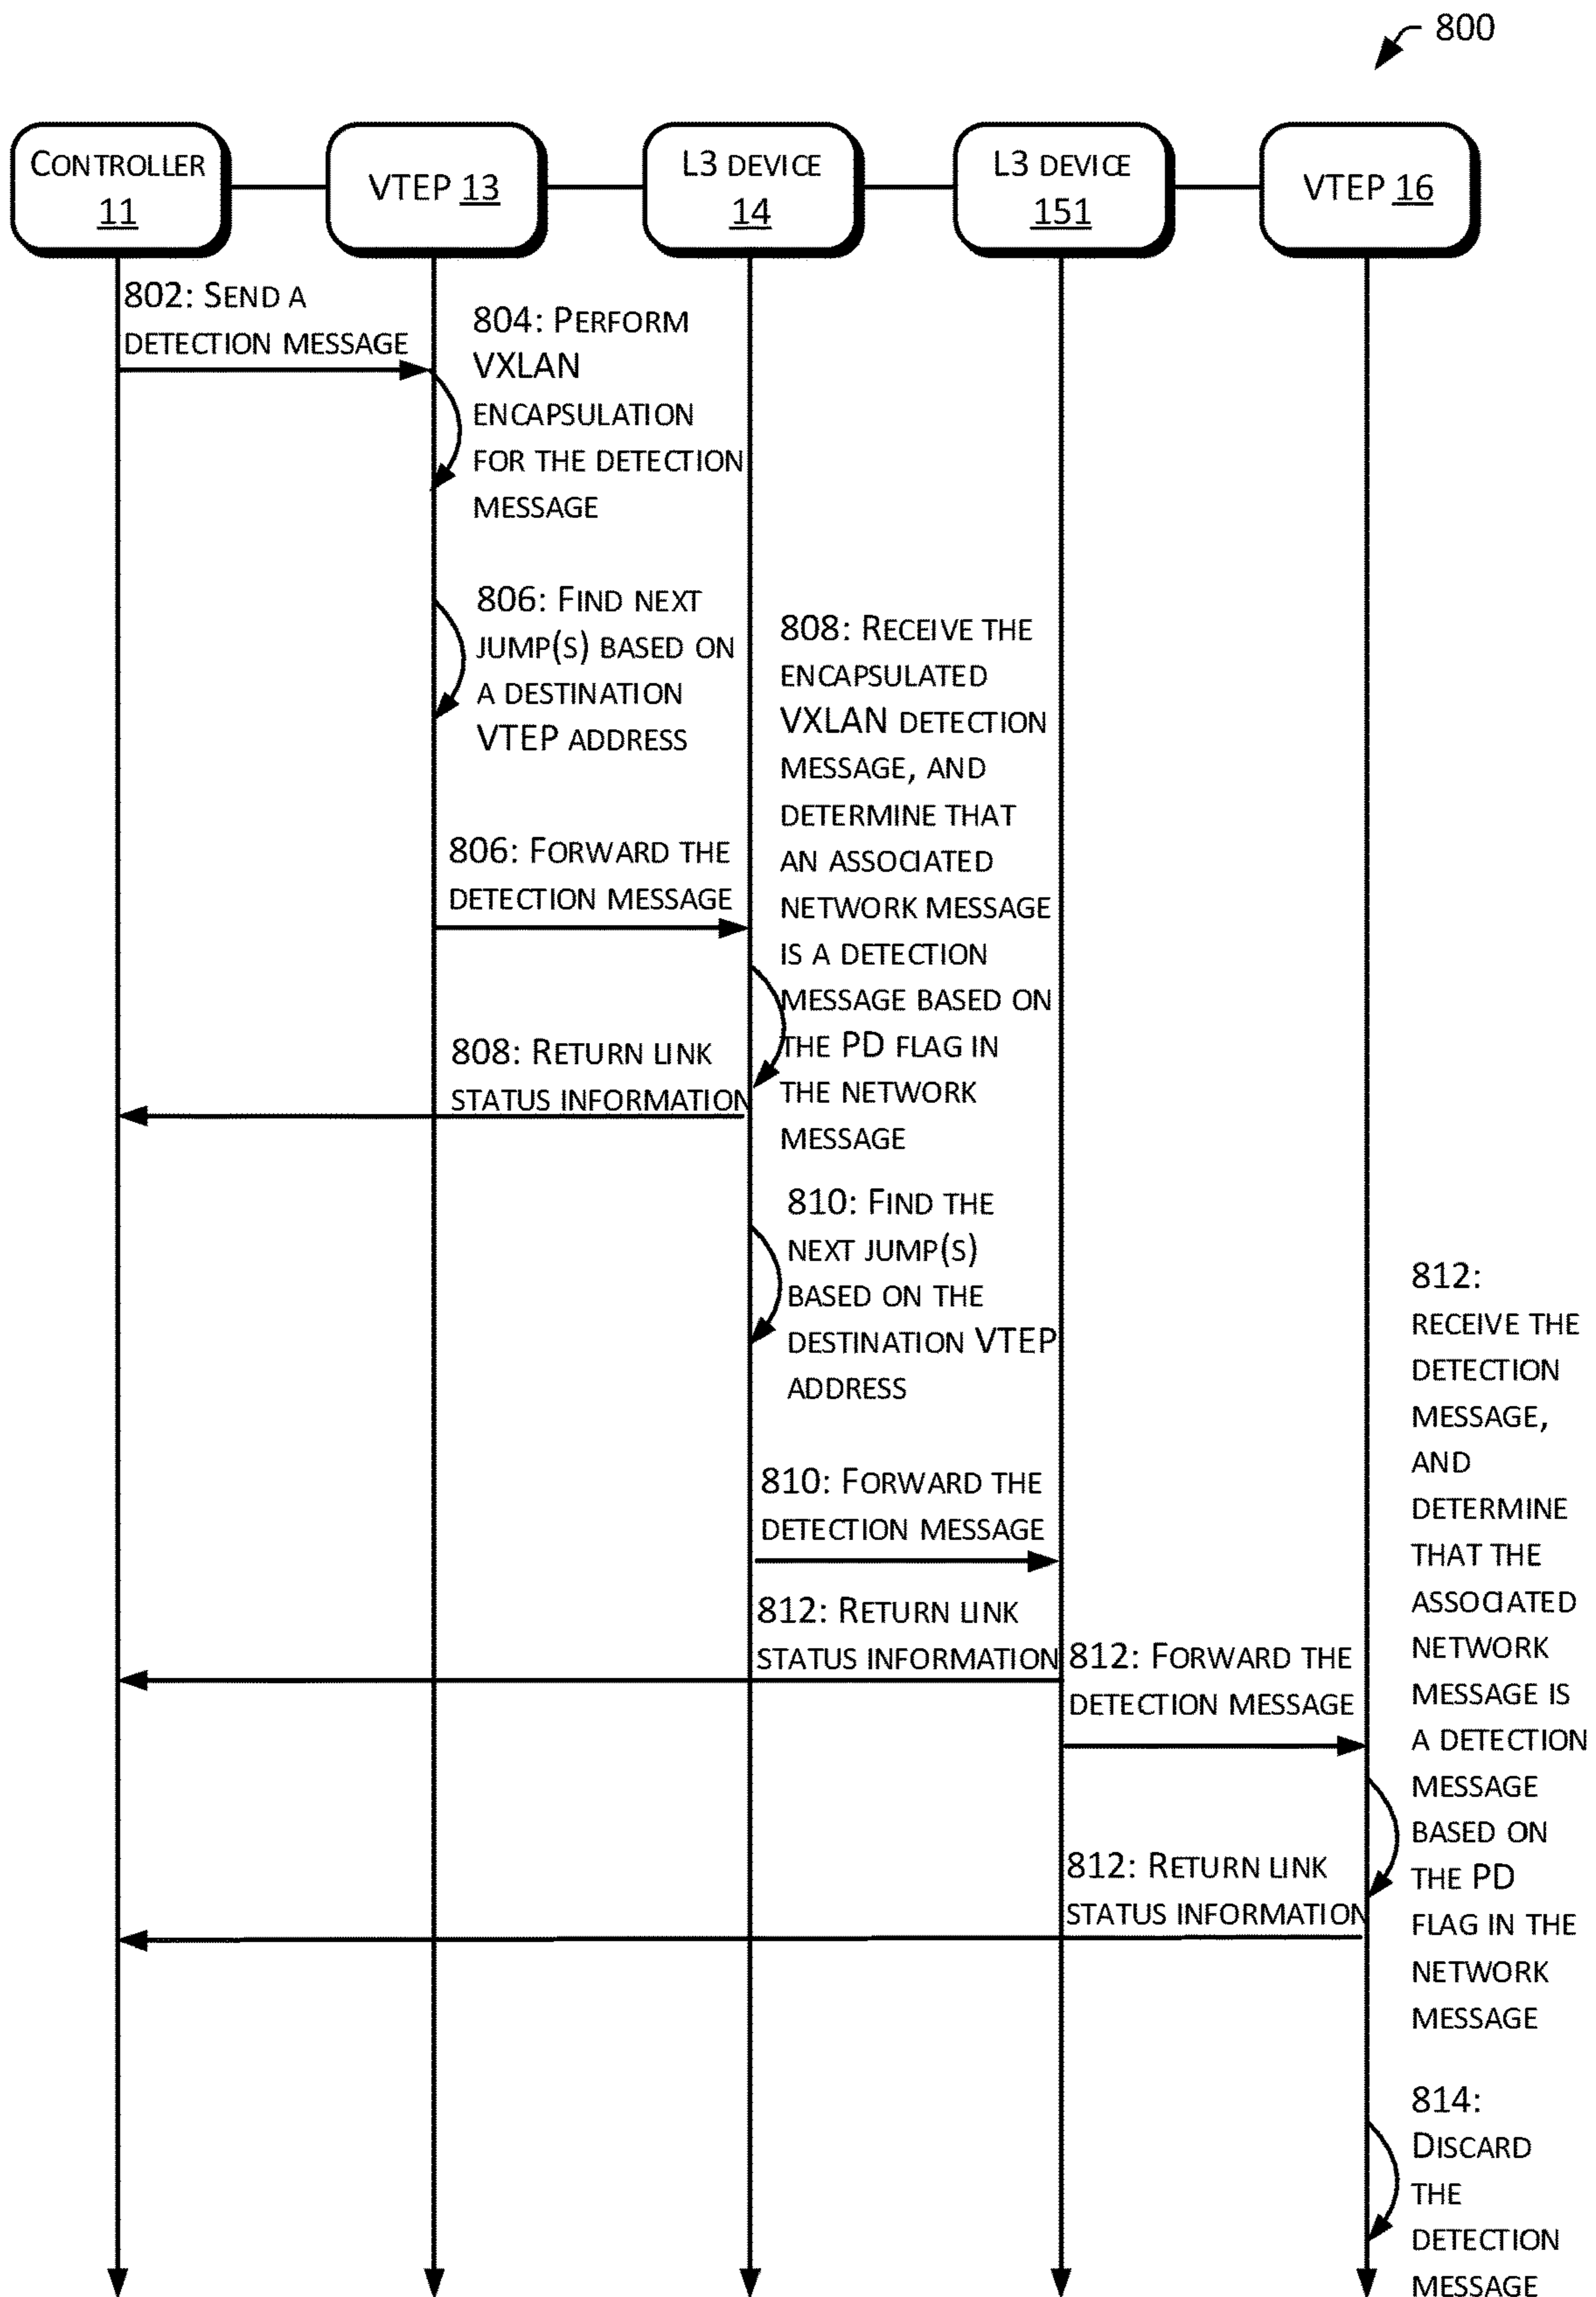 800
CONTROLLER
11
VTEP 13
L3 DEVICE
14
L3 DEVICE
151
VTEP 16
802: SEND A
DETECTION MESSAGE
804: PERFORM
VXLAN
ENCAPSULATION
FOR THE DETECTION
MESSAGE
806: FIND NEXT
JUMP(S) BASED ON
A DESTINATION
VTEP ADDRESS
806: FORWARD THE
DETECTION MESSAGE
808: RECEIVE THE
ENCAPSULATED
VXLAN DETECTION
MESSAGE, AND
DETERMINE THAT
AN ASSOCIATED
NETWORK MESSAGE
IS A DETECTION
MESSAGE BASED ON
THE PD FLAG IN
THE NETWORK
MESSAGE
808: RETURN LINK
STATUS INFORMATION
810: FIND THE
NEXT JUMP(S)
BASED ON THE
DESTINATION VTEP
ADDRESS
810: FORWARD THE
DETECTION MESSAGE
812: RETURN LINK
STATUS INFORMATION
812: FORWARD THE
DETECTION MESSAGE
812:
RECEIVE THE
DETECTION
MESSAGE,
AND
DETERMINE
THAT THE
ASSOCIATED
NETWORK
MESSAGE IS
A DETECTION
MESSAGE
BASED ON
THE PD
FLAG IN THE
NETWORK
MESSAGE
812: RETURN LINK
STATUS INFORMATION
814:
DISCARD
THE
DETECTION
MESSAGE